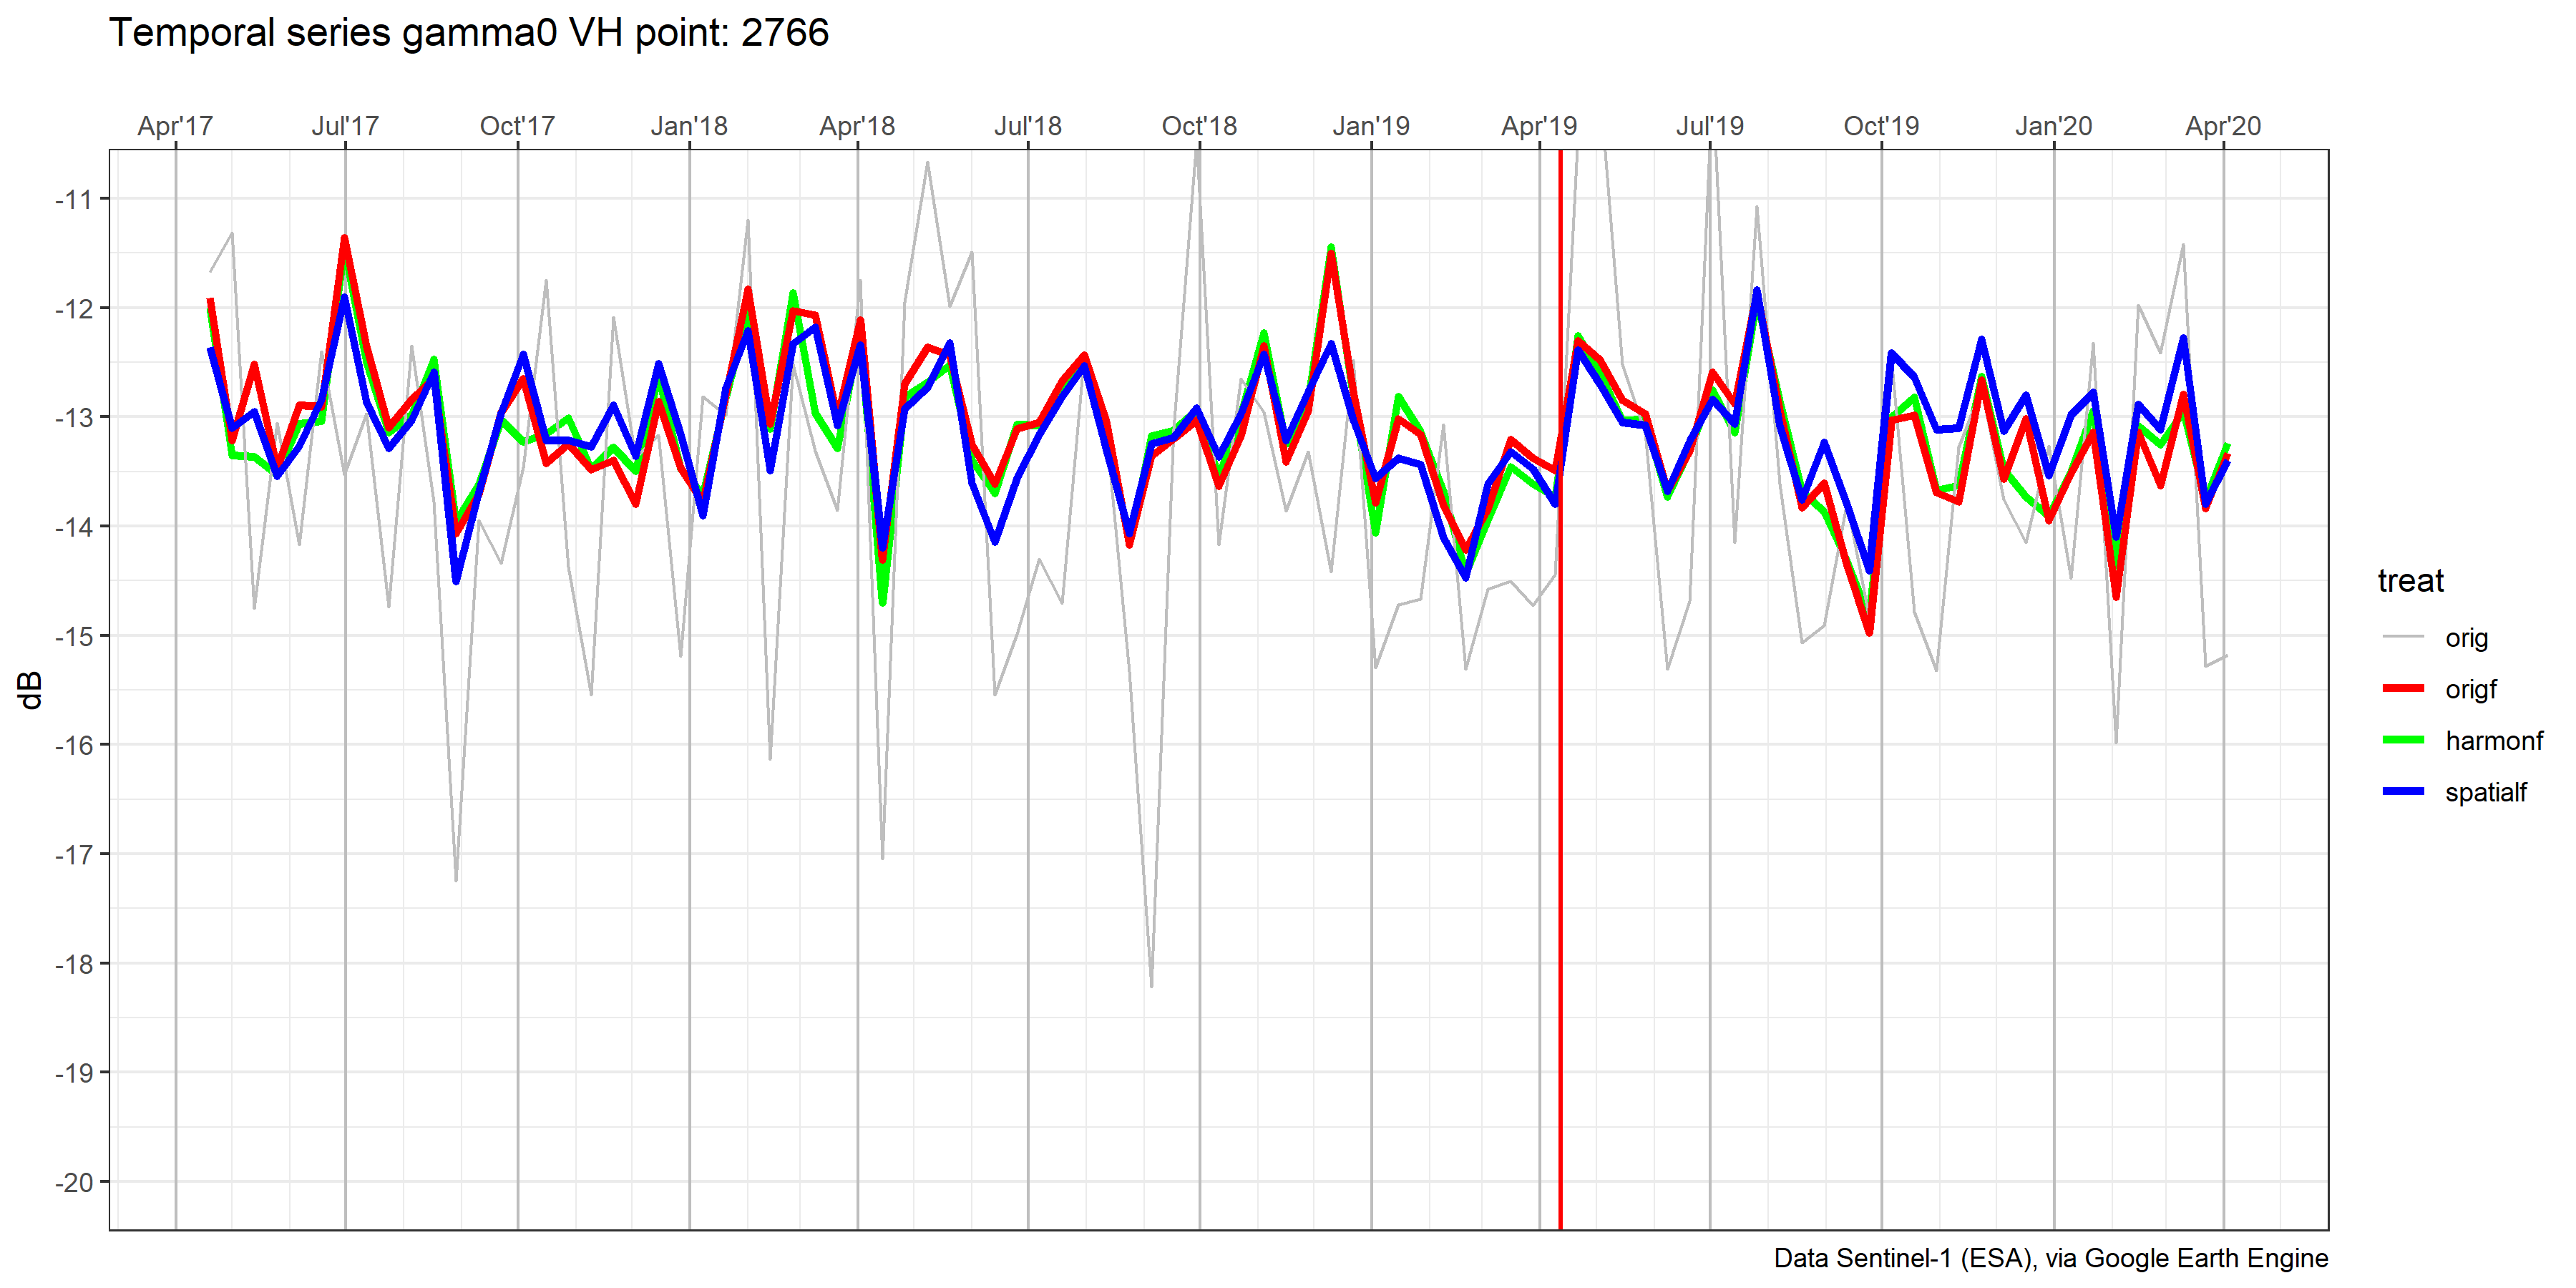 Temporal series gamma0 VH point: 2766
Apr'17 Jul'17 Oct'17 Jan'18 Apr'18 Jul'18 Oct'18 Jan'19 Apr'19 Jul'19 Oct'19 Jan'20 Apr'20
-11
-12
-13
-14
-15
-16
-17
-18
-19
-20
dB
treat
orig
origf
harmonf
spatialf
Data Sentinel-1 (ESA), via Google Earth Engine